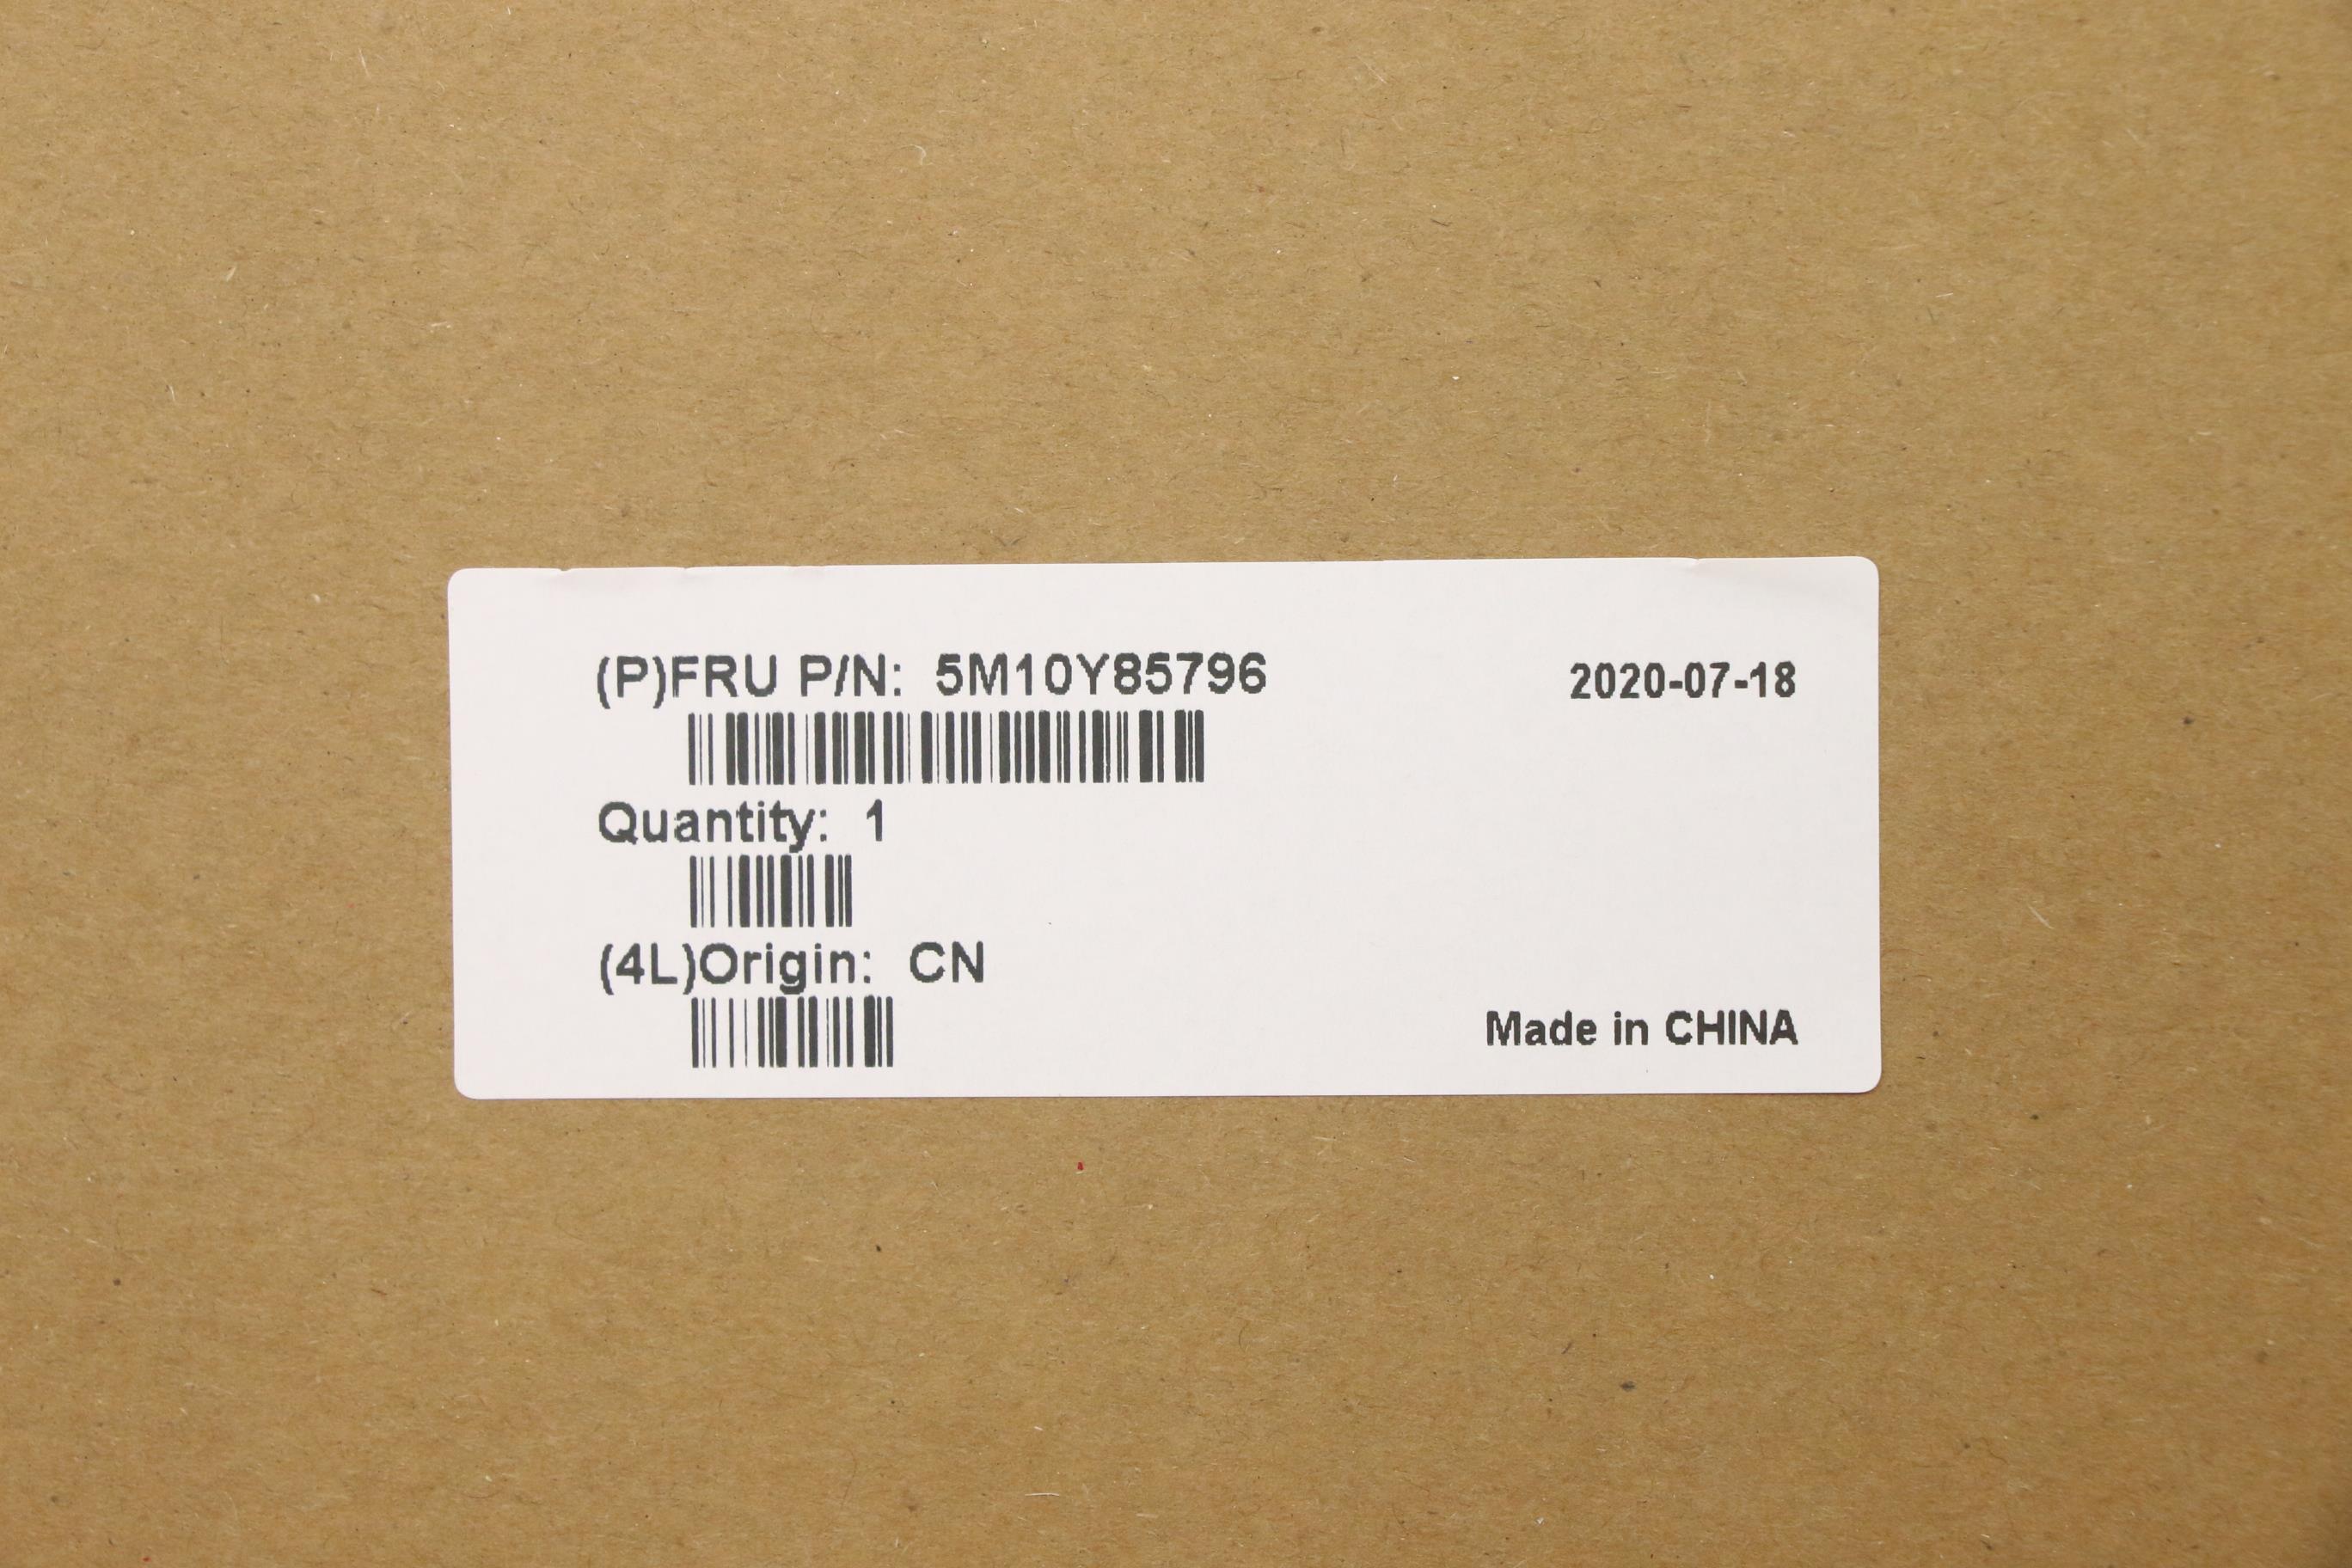 (P)FRU P/N: 5M10Y85796
2020-07-18
Quantity: 1
(4L)Origin: CN
Made in CHINA